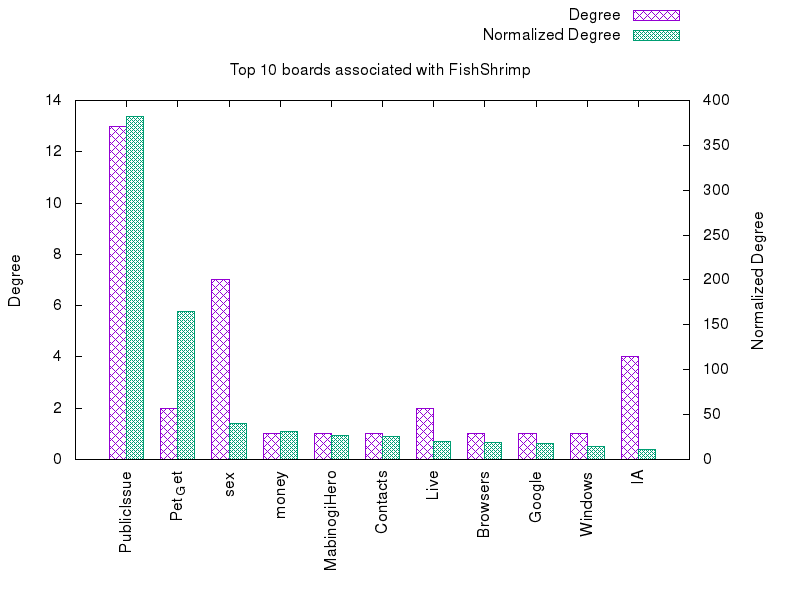 Degree
Normalized Degree
Top 10 boards associated with FishShrimp
14
12
10
8
6
4
2
0
400
350
300
250
200
150
100
50
0
Degree
Normalized Degree
PublicIssue
PetGet
sex
money
MabinogiHero
Contacts
Live
Browsers
Google
Windows
IA